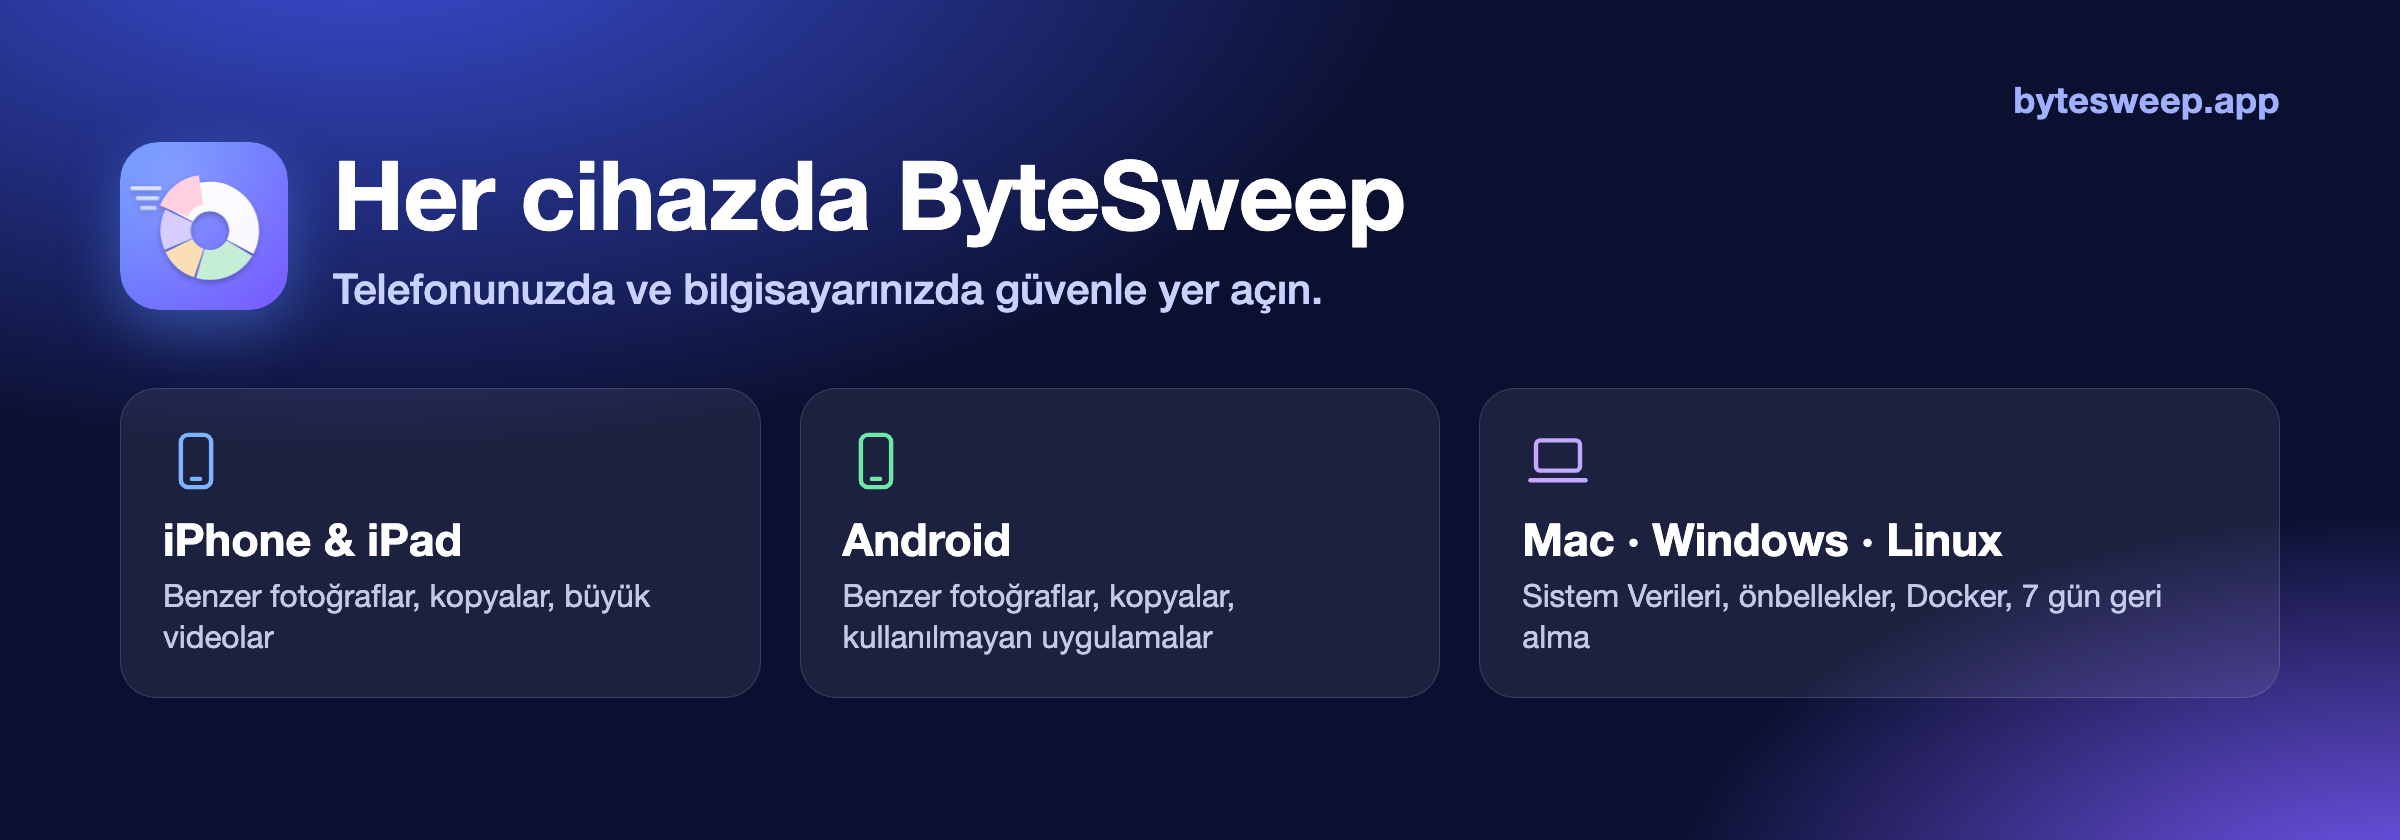 bytesweep.app
Her cihazda ByteSweep
Telefonunuzda ve bilgisayarınızda güvenle yer açın.
iPhone & iPad
Benzer fotoğraflar, kopyalar, büyük
videolar
Android
Benzer fotoğraflar, kopyalar,
kullanılmayan uygulamalar
Mac · Windows · Linux
Sistem Verileri, önbellekler, Docker, 7 gün geri
alma